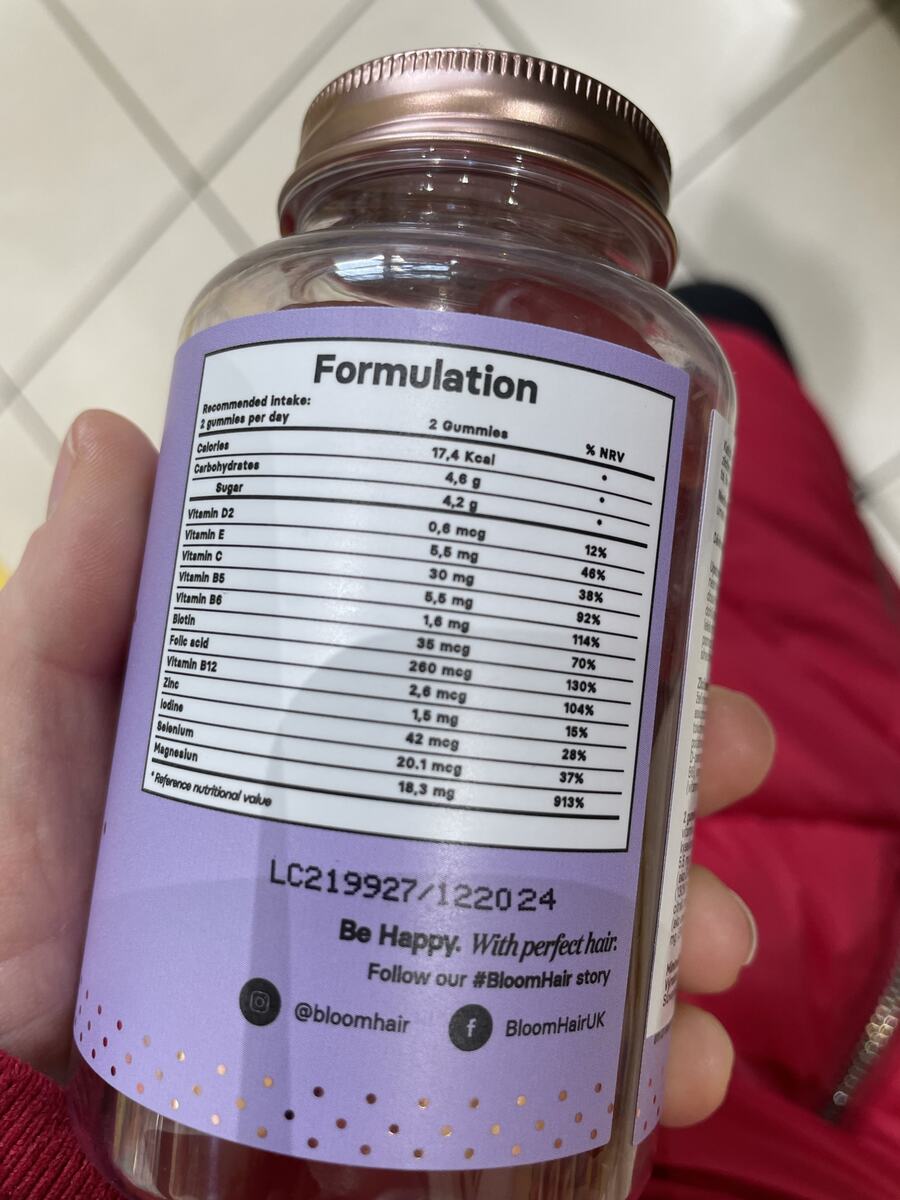 Formulation
Recommended intake:
2 gummies per day 2 Gummies % NRV
Calories 17,4 Kcal •
Carbohydrates 4,6 g •
Sugar 4,2 g •
Vitamin D2 0,6 mcg 12%
Vitamin E 5,5 mg 46%
Vitamin C 30 mg 38%
Vitamin B5 5,5 mg 92%
Vitamin B6 1,6 mg 114%
Biotin 35 mcg 70%
Folic acid 260 mcg 130%
Vitamin B12 2,6 mcg 104%
Zinc 1,5 mg 15%
Iodine 42 mcg 28%
Selenium 20.1 mcg 37%
Magnesiun 18,3 mg 913%
* Reference nutritional value
LC219927/122024
Be Happy. With perfect hair.
Follow our #BloomHair story
@bloomhair f BloomHairUK